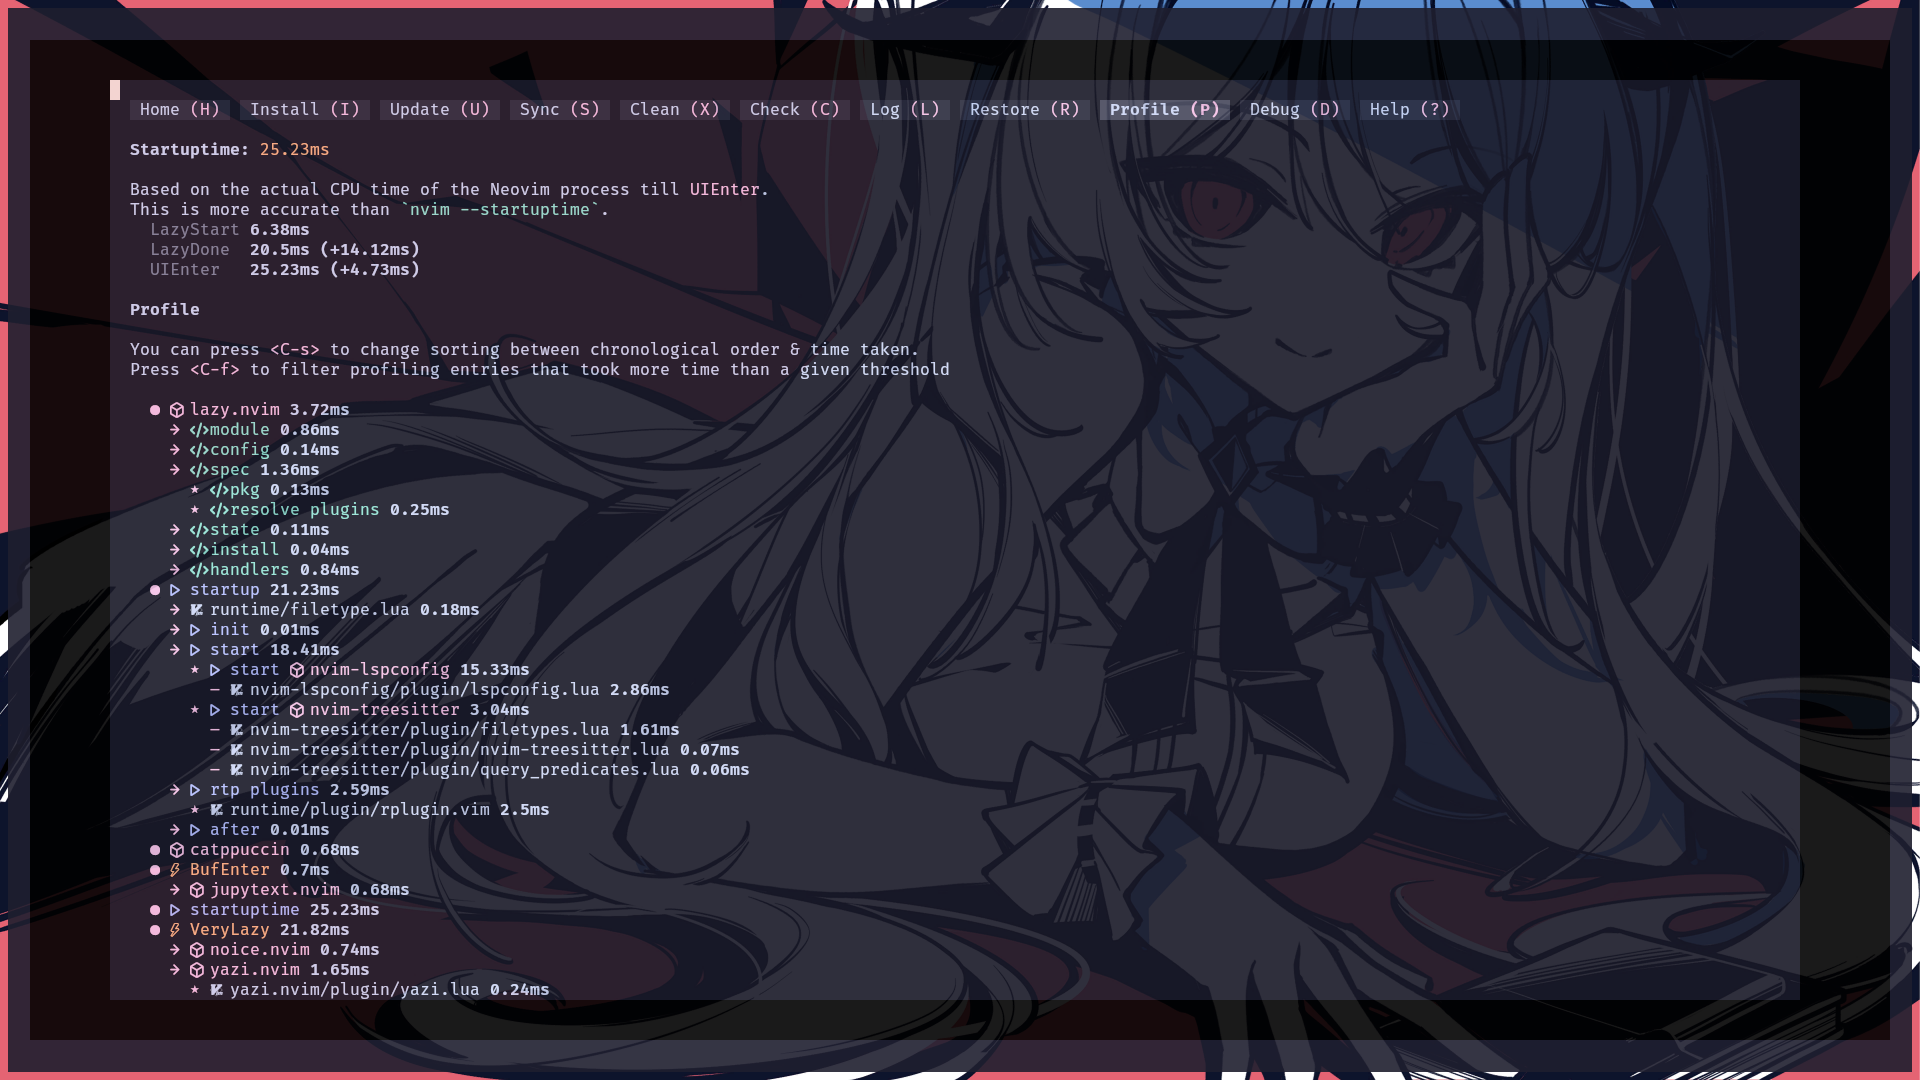 Home (H) Install (I) Update (U) Sync (S) Clean (X) Check (C) Log (L) Restore (R) Profile (P) Debug (D) Help (?)
Startuptime: 25.23ms
Based on the actual CPU time of the Neovim process till UIEnter.
This is more accurate than `nvim --startuptime`.
LazyStart 6.38ms
LazyDone 20.5ms (+14.12ms)
UIEnter 25.23ms (+4.73ms)
Profile
You can press <C-s> to change sorting between chronological order & time taken.
Press <C-f> to filter profiling entries that took more time than a given threshold
● lazy.nvim 3.72ms
➜ </>module 0.86ms
➜ </>config 0.14ms
➜ </>spec 1.36ms
★ </>pkg 0.13ms
★ </>resolve plugins 0.25ms
➜ </>state 0.11ms
➜ </>install 0.04ms
➜ </>handlers 0.84ms
● startup 21.23ms
➜ runtime/filetype.lua 0.18ms
➜ init 0.01ms
➜ start 18.41ms
★ start nvim-lspconfig 15.33ms
‒ nvim-lspconfig/plugin/lspconfig.lua 2.86ms
★ start nvim-treesitter 3.04ms
‒ nvim-treesitter/plugin/filetypes.lua 1.61ms
‒ nvim-treesitter/plugin/nvim-treesitter.lua 0.07ms
‒ nvim-treesitter/plugin/query_predicates.lua 0.06ms
➜ rtp plugins 2.59ms
★ runtime/plugin/rplugin.vim 2.5ms
➜ after 0.01ms
● catppuccin 0.68ms
● BufEnter 0.7ms
➜ jupytext.nvim 0.68ms
● startuptime 25.23ms
● VeryLazy 21.82ms
➜ noice.nvim 0.74ms
➜ yazi.nvim 1.65ms
★ yazi.nvim/plugin/yazi.lua 0.24ms